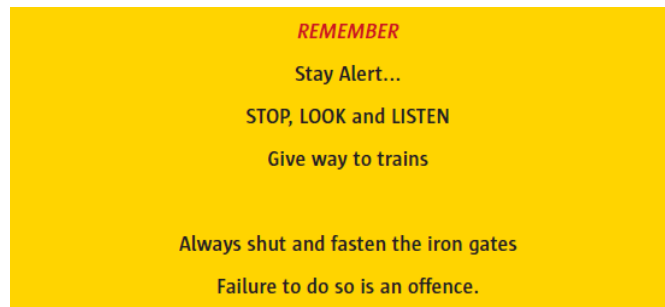 REMEMBER
Stay Alert...
STOP, LOOK and LISTEN
Give way to trains
Always shut and fasten the iron gates
Failure to do so is an offence.